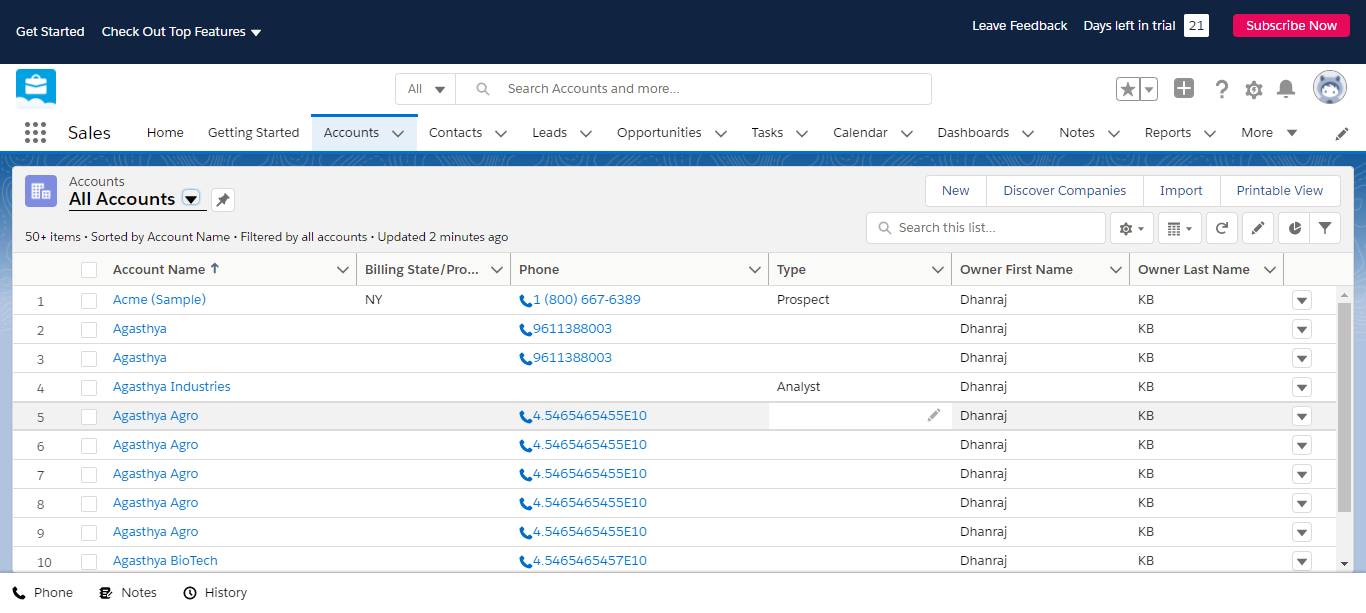 Get Started Check Out Top Features Leave Feedback Days left in trial 21 Subscribe Now
All Search Accounts and more...
Sales Home Getting Started Accounts Contacts Leads Opportunities Tasks Calendar Dashboards Notes Reports More
Accounts
All Accounts New Discover Companies Import Printable View
50+ items • Sorted by Account Name • Filtered by all accounts • Updated 2 minutes ago Search this list...
Account Name Billing State/Pro... Phone Type Owner First Name Owner Last Name
1 Acme (Sample) NY 1 (800) 667-6389 Prospect Dhanraj KB
2 Agasthya 9611388003 Dhanraj KB
3 Agasthya 9611388003 Dhanraj KB
4 Agasthya Industries Analyst Dhanraj KB
5 Agasthya Agro 4.5465465455E10 Dhanraj KB
6 Agasthya Agro 4.5465465455E10 Dhanraj KB
7 Agasthya Agro 4.5465465455E10 Dhanraj KB
8 Agasthya Agro 4.5465465455E10 Dhanraj KB
9 Agasthya Agro 4.5465465455E10 Dhanraj KB
10 Agasthya BioTech 4.5465465457E10 Dhanraj KB
Phone Notes History